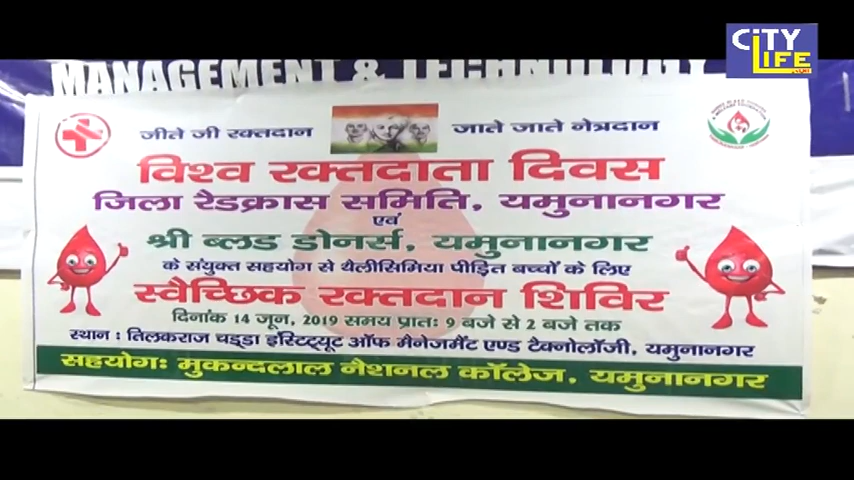 CiTY
LIFE
MANAGEMENT & TECHNOLOGY
जीते जी रक्तदान जाते जाते नेत्रदान
विश्व रक्तदाता दिवस
जिला रैडक्रास समिति, यमुनानगर
एवं
श्री ब्लड डोनर्स, यमुनानगर
के संयुक्त सहयोग से थैलीसिमिया पीड़ित बच्चों के लिए
स्वैच्छिक रक्तदान शिविर
दिनांक 14 जून, 2019 समय प्रातः 9 बजे से 2 बजे तक
स्थान : तिलकराज चड्डा इंस्टिट्यूट ऑफ मैनेजमैंट एण्ड टैक्नोलॉजी, यमुनानगर
सहयोगः मुकन्दलाल नैशनल कॉलेज, यमुनानगर